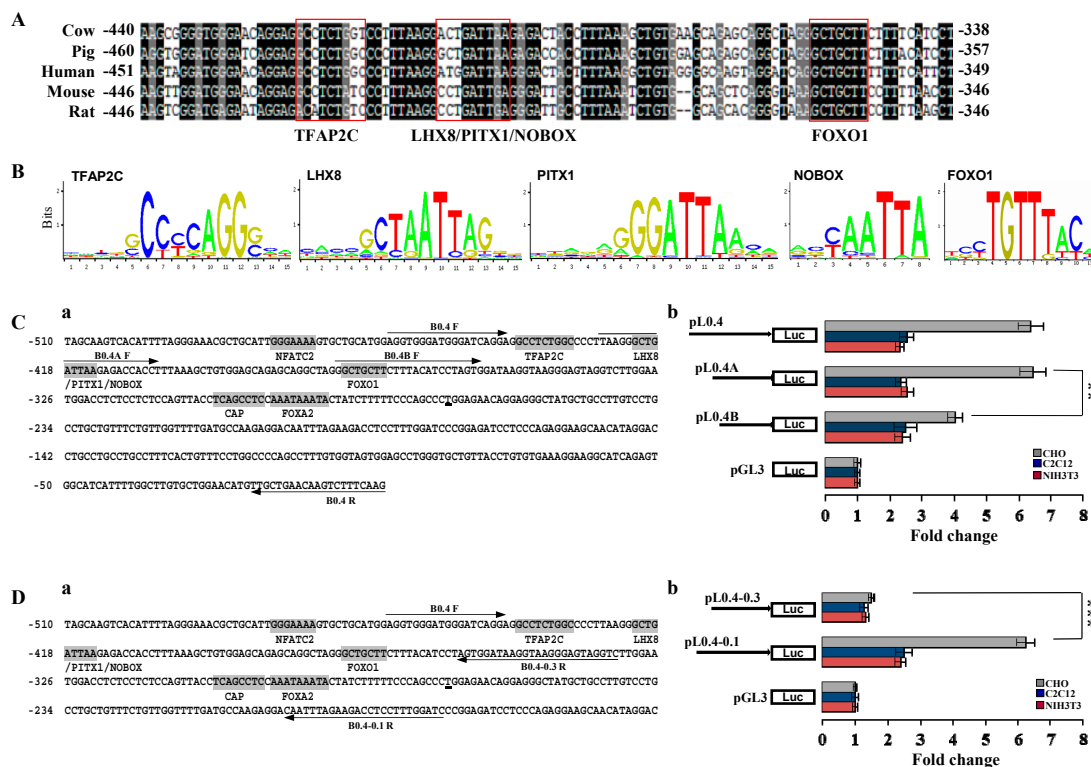 A
Cow -440 -338
Pig -460 -357
Human -451 -349
Mouse -446 -346
Rat -446 -346
TFAP2C LHX8/PITX1/NOBOX FOXO1
B
TFAP2C LHX8 PITX1 NOBOX FOXO1
Bits
C
a
B0.4 F
-510 TAGCAAGTCACATTTTAGGGAAACGCTGCATTGGGAAAAGTGCTGCATGGAGGTGGGATGGGATCAGGAGGCCTCTGGCCCCTTAAGGGCTG
NFATC2 TFAP2C LHX8
B0.4A F B0.4B F
-418 ATTAAGAGACCACCTTTAAAGCTGTGGAGCAGAGCAGGCTAGGGCTGCTTCTTTACATCCTAGTGGATAAGGTAAGGGAGTAGGTCTTGGAA
/PITX1/NOBOX FOXO1
-326 TGGACCTCTCCTCTCCAGTTACCTCAGCCTCCAAATAAATACTATCTTTTTCCCAGCCCTGGAGAACAGGAGGGCTATGCTGCCTTGTCCTG
CAP FOXA2
-234 CCTGCTGTTTCTGTTGGTTTTGATGCCAAGAGGACAATTTAGAAGACCTCCTTTGGATCCCGGAGATCCTCCCAGAGGAAGCAACATAGGAC
-142 CTGCCTGCCTGCCTTTCACTGTTTCCTGGCCCCAGCCTTTGTGGTAGTGGAGCCTGGGTGCTGTTACCTGTGTGAAAGGAAGGCATCAGAGT
-50 GGCATCATTTTGGCTTGTGCTGGAACATGTTGCTGAACAAGTCTTTCAAG
B0.4 R
b
pL0.4 Luc
pL0.4A Luc
pL0.4B Luc
pGL3 Luc
CHO
C2C12
NIH3T3
0 1 2 3 4 5 6 7 8
Fold change
D
a
B0.4 F
-510 TAGCAAGTCACATTTTAGGGAAACGCTGCATTGGGAAAAGTGCTGCATGGAGGTGGGATGGGATCAGGAGGCCTCTGGCCCCTTAAGGGCTG
NFATC2 TFAP2C LHX8
-418 ATTAAGAGACCACCTTTAAAGCTGTGGAGCAGAGCAGGCTAGGGCTGCTTCTTTACATCCTAGTGGATAAGGTAAGGGAGTAGGTCTTGGAA
/PITX1/NOBOX FOXO1 B0.4-0.3 R
-326 TGGACCTCTCCTCTCCAGTTACCTCAGCCTCCAAATAAATACTATCTTTTTCCCAGCCCTGGAGAACAGGAGGGCTATGCTGCCTTGTCCTG
CAP FOXA2
-234 CCTGCTGTTTCTGTTGGTTTTGATGCCAAGAGGACAATTTAGAAGACCTCCTTTGGATCCCGGAGATCCTCCCAGAGGAAGCAACATAGGAC
B0.4-0.1 R
b
pL0.4-0.3 Luc
pL0.4-0.1 Luc
pGL3 Luc
CHO
C2C12
NIH3T3
0 1 2 3 4 5 6 7 8
Fold change